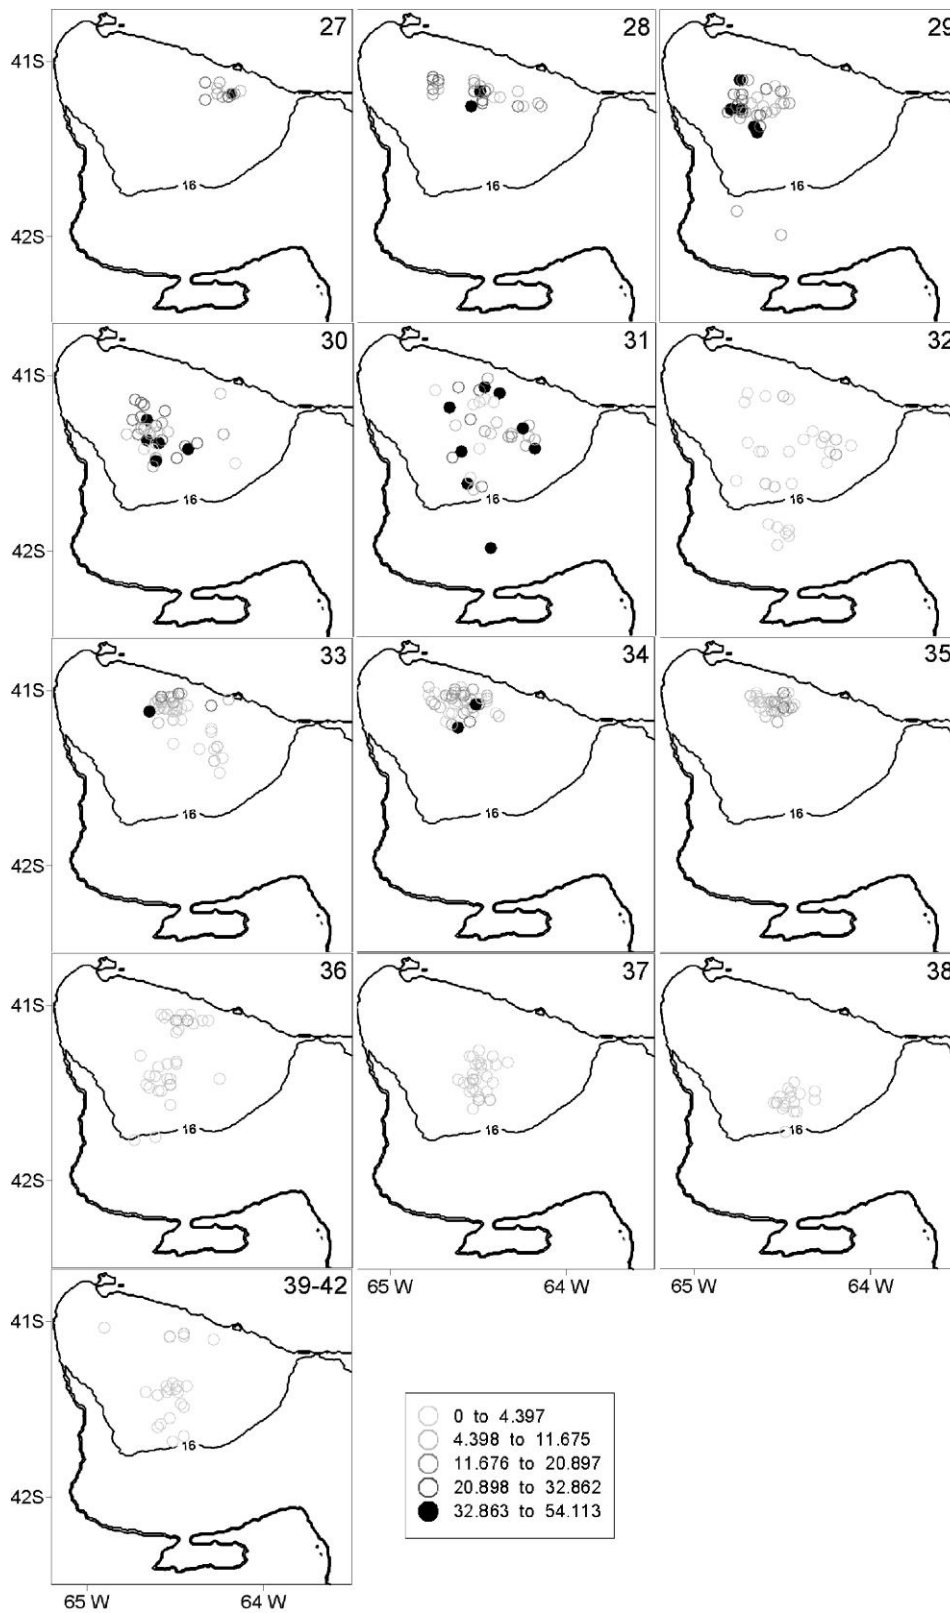 27 28 29
41S
42S
16 16 16
30 31 32
41S
42S
16 16 16
33 34 35
41S
42S
16 16 16
36 37 38
41S
42S
16 16 16
65 W 64 W 65 W 64 W
39-42
41S
42S
16
65 W 64 W
0 to 4.397
4.398 to 11.675
11.676 to 20.897
20.898 to 32.862
32.863 to 54.113